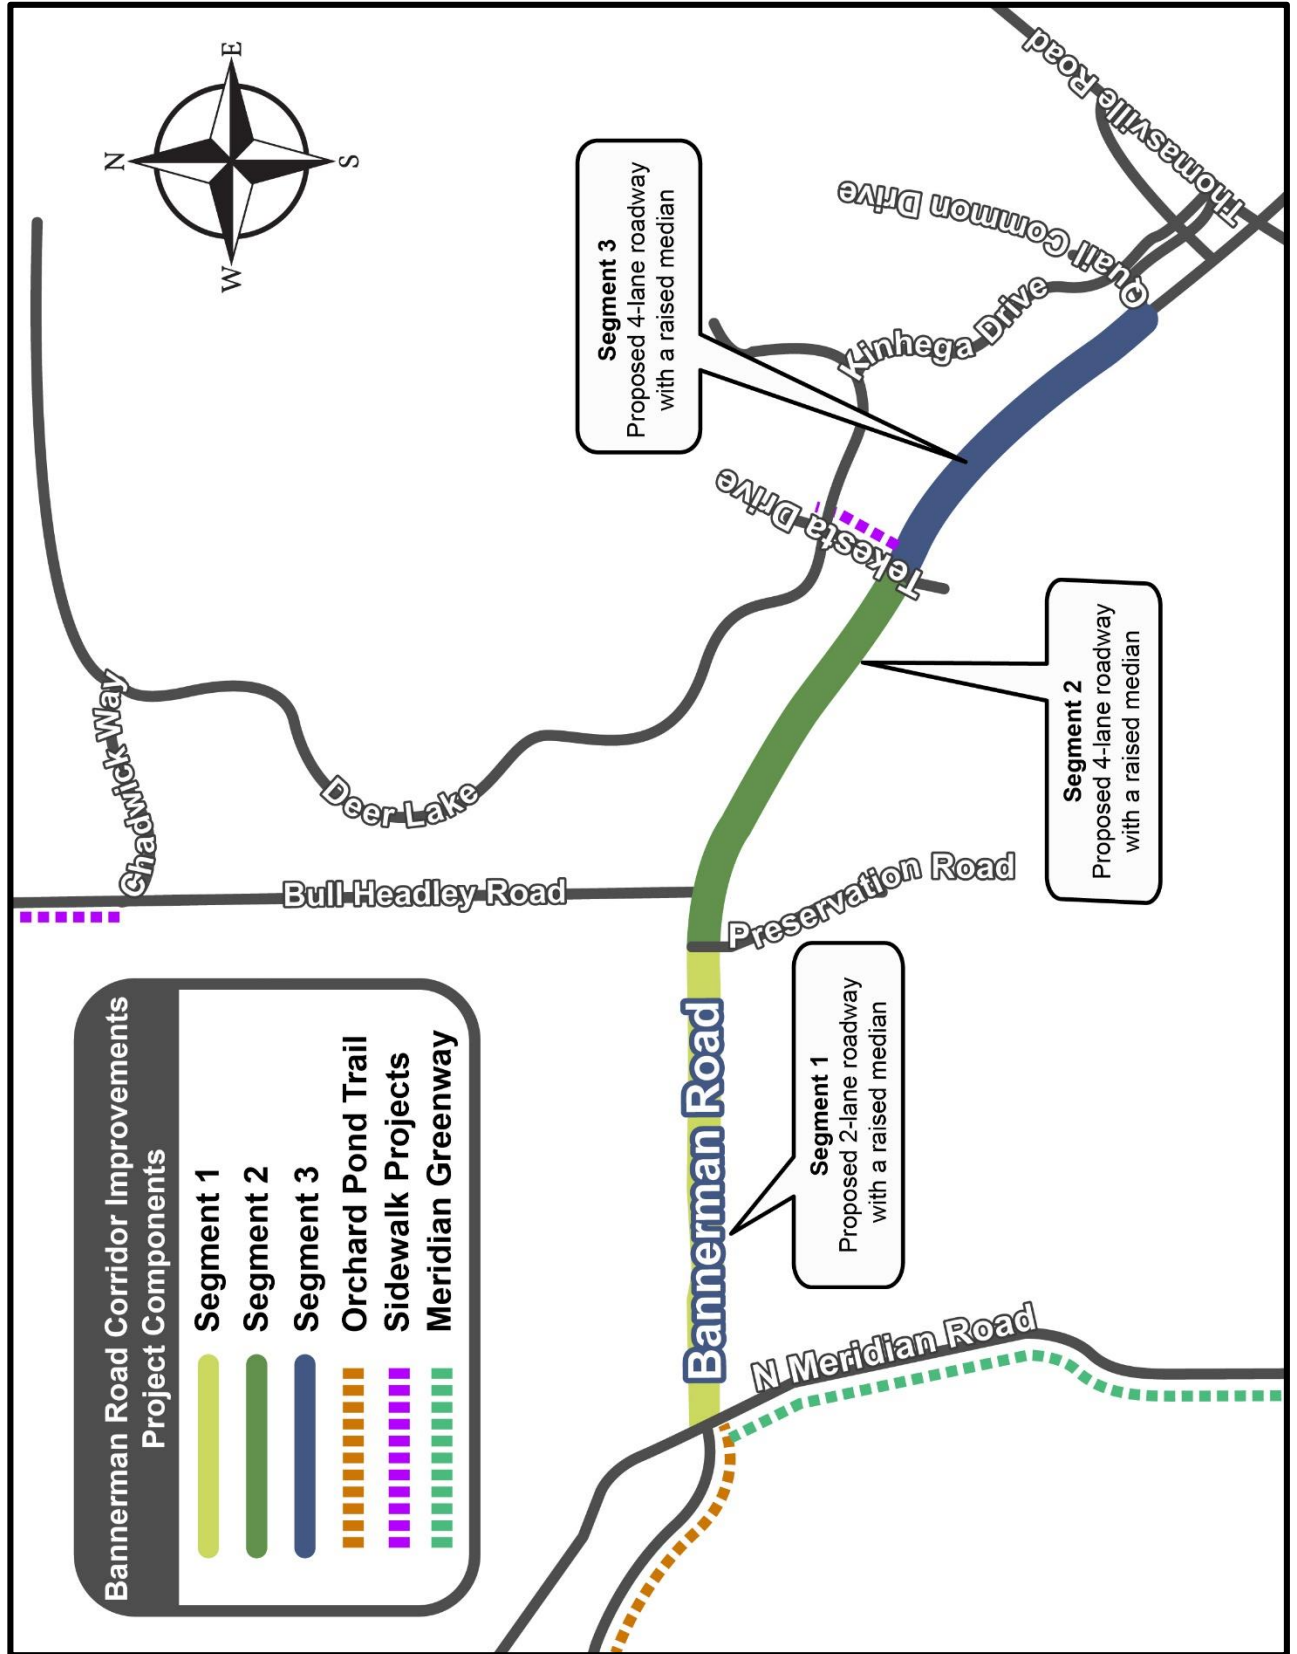 Bannerman Road Corridor Improvements
Project Components
Segment 1
Segment 2
Segment 3
Orchard Pond Trail
Sidewalk Projects
Meridian Greenway
N
E
S
W
Chadwick Way
Deer Lake
Bull Headley Road
Bannerman Road
N Meridian Road
Preservation Road
Tekesta Drive
Kinhega Drive
Quail Common Drive
Thomasville Road
Segment 1
Proposed 2-lane roadway
with a raised median
Segment 2
Proposed 4-lane roadway
with a raised median
Segment 3
Proposed 4-lane roadway
with a raised median